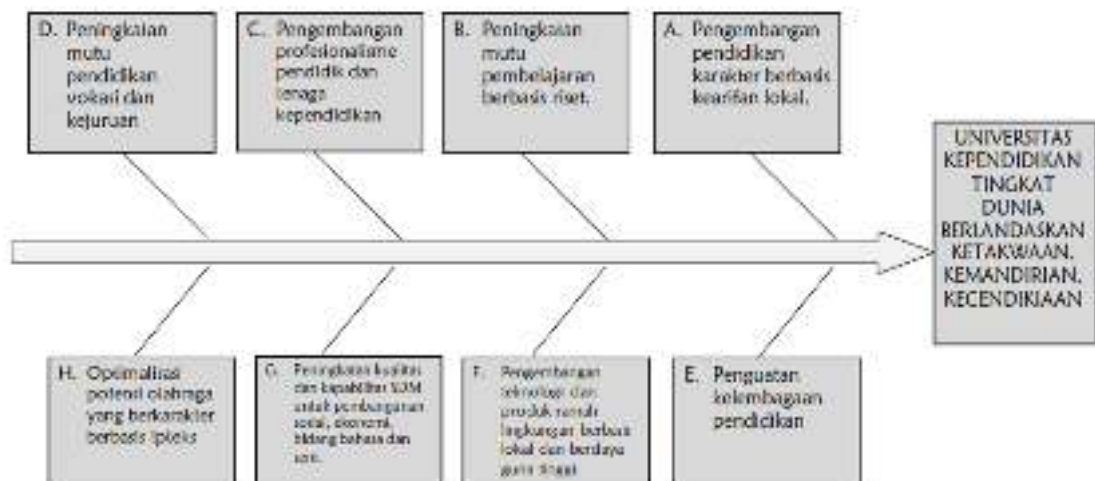 D. Peningkatan
mutu
pendidikan
vokasi dan
kejuruan
C. Pengembangan
profesionalisme
pendidik dan
tenaga
kependidikan
B. Peningkatan
mutu
pembelajaran
berbasis riset.
A. Pengembangan
pendidikan
karakter berbasis
kearifan lokal.
UNIVERSITAS
KEPENDIDIKAN
TINGKAT
DUNIA
BERLANDASKAN
KETAKWAAN,
KEMANDIRIAN,
KECENDIKIAAN
H. Optimalisasi
potensi olahraga
yang berkarakter
berbasis ipteks
G. Peningkatan kualitas
dan kapabilitas SDM
untuk pembangunan
sosial, ekonomi,
bidang bahasa dan
seni.
F. Pengembangan
teknologi dan
produk ramah
lingkungan berbasis
lokal dan berdaya
guna tinggi
E. Penguatan
kelembagaan
pendidikan